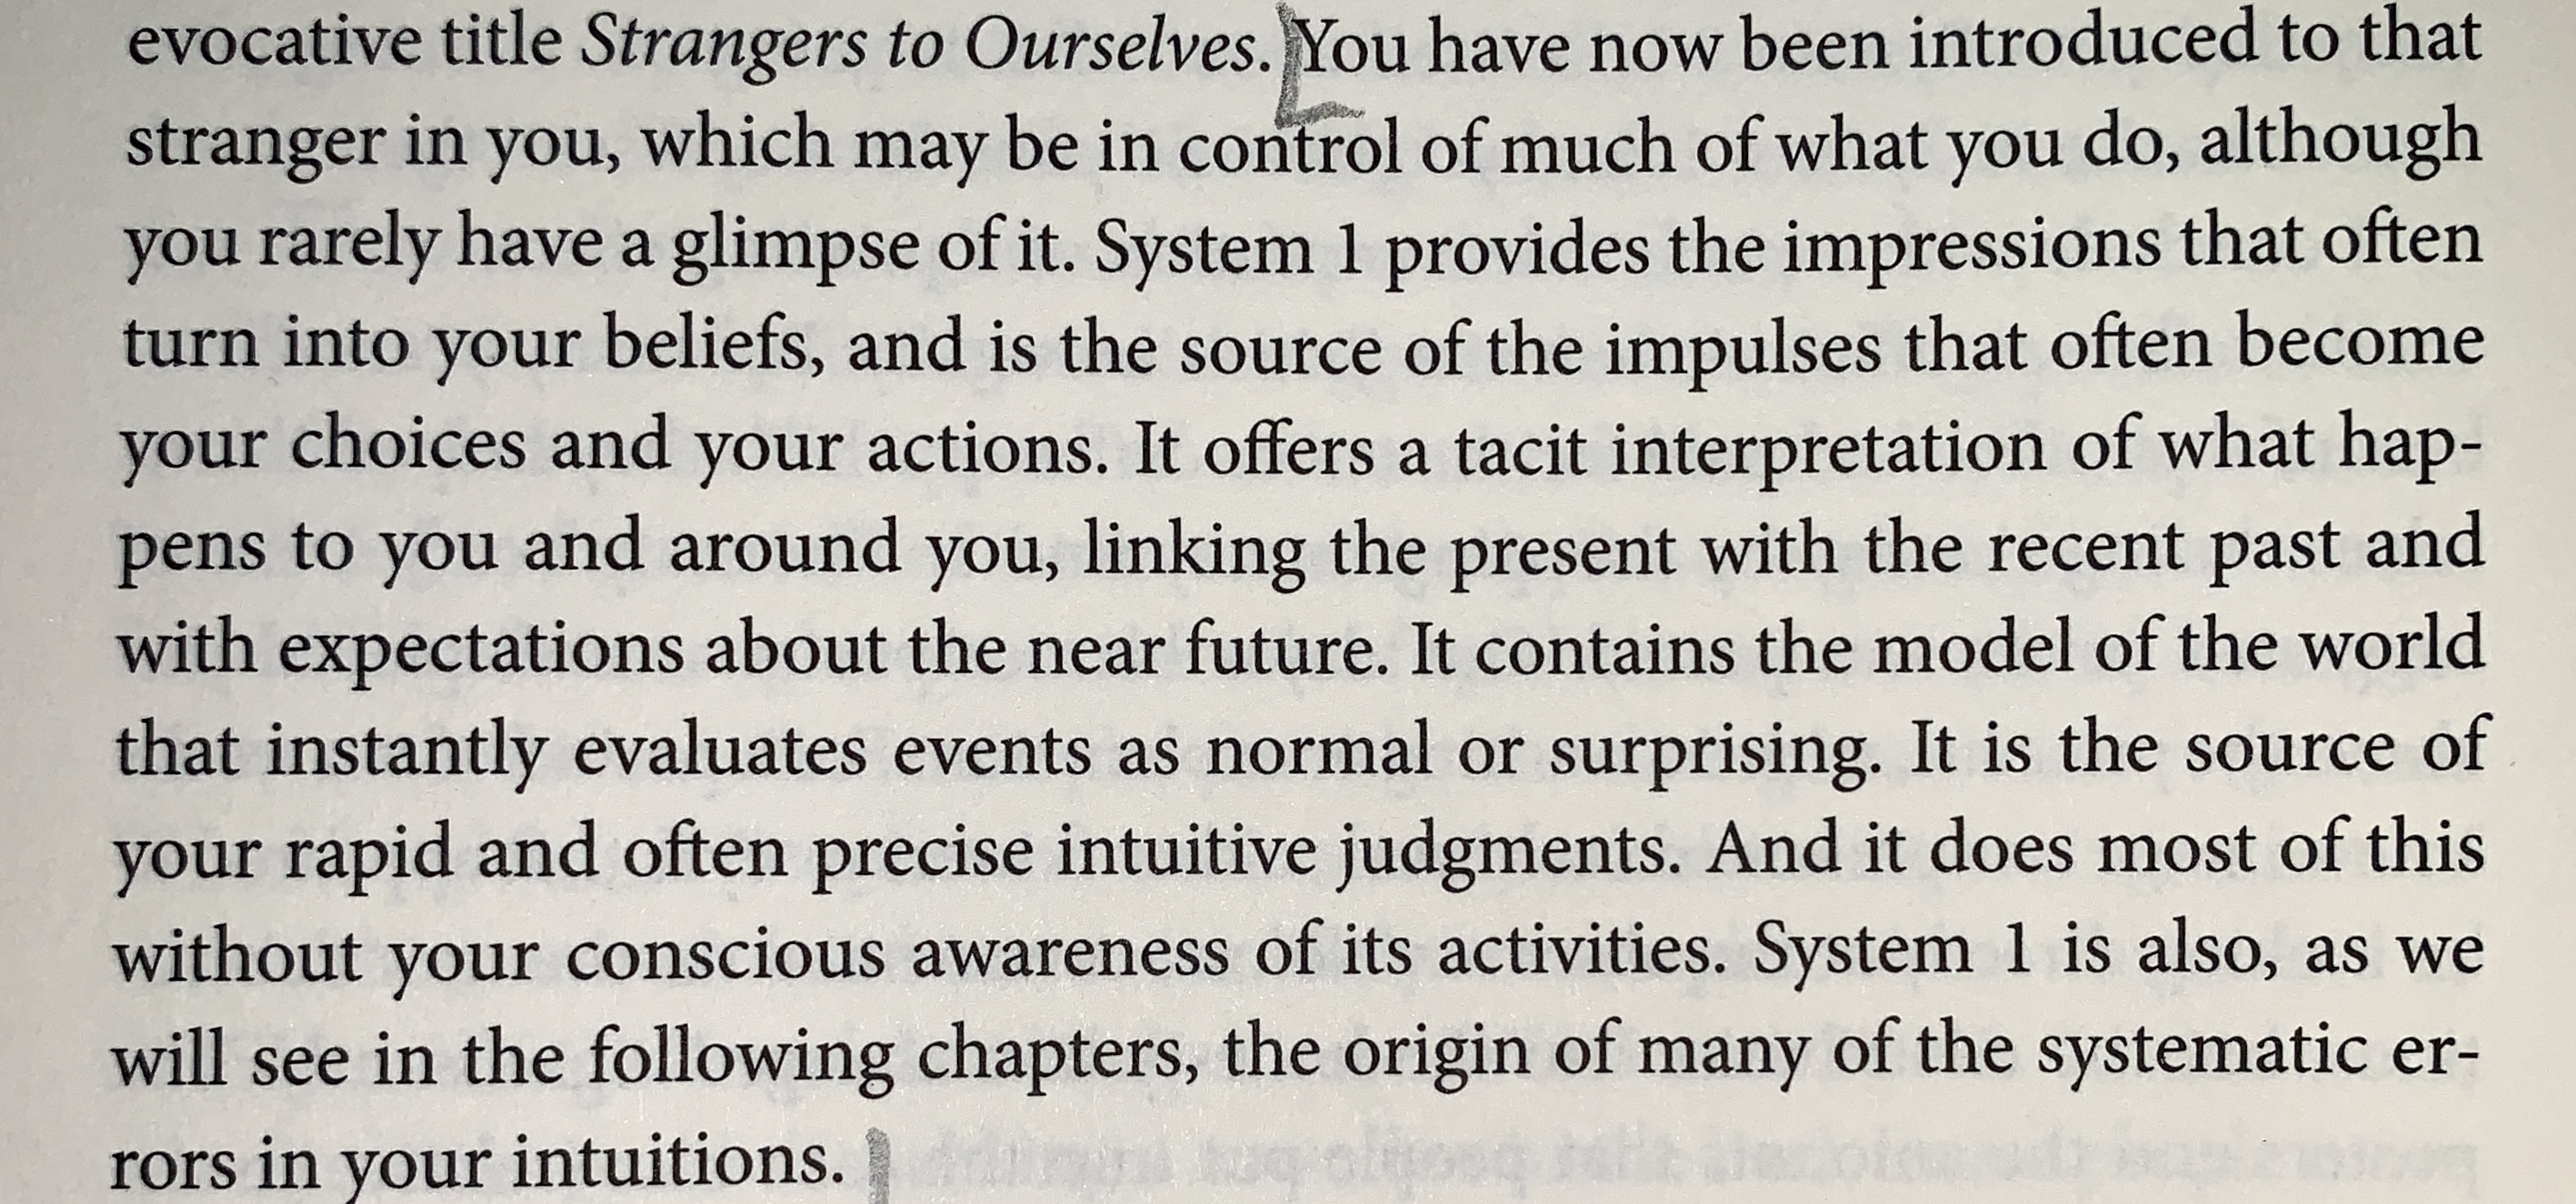 evocative title Strangers to Ourselves. You have now been introduced to that
stranger in you, which may be in control of much of what you do, although
you rarely have a glimpse of it. System 1 provides the impressions that often
turn into your beliefs, and is the source of the impulses that often become
your choices and your actions. It offers a tacit interpretation of what hap-
pens to you and around you, linking the present with the recent past and
with expectations about the near future. It contains the model of the world
that instantly evaluates events as normal or surprising. It is the source of
your rapid and often precise intuitive judgments. And it does most of this
without your conscious awareness of its activities. System 1 is also, as we
will see in the following chapters, the origin of many of the systematic er-
rors in your intuitions.